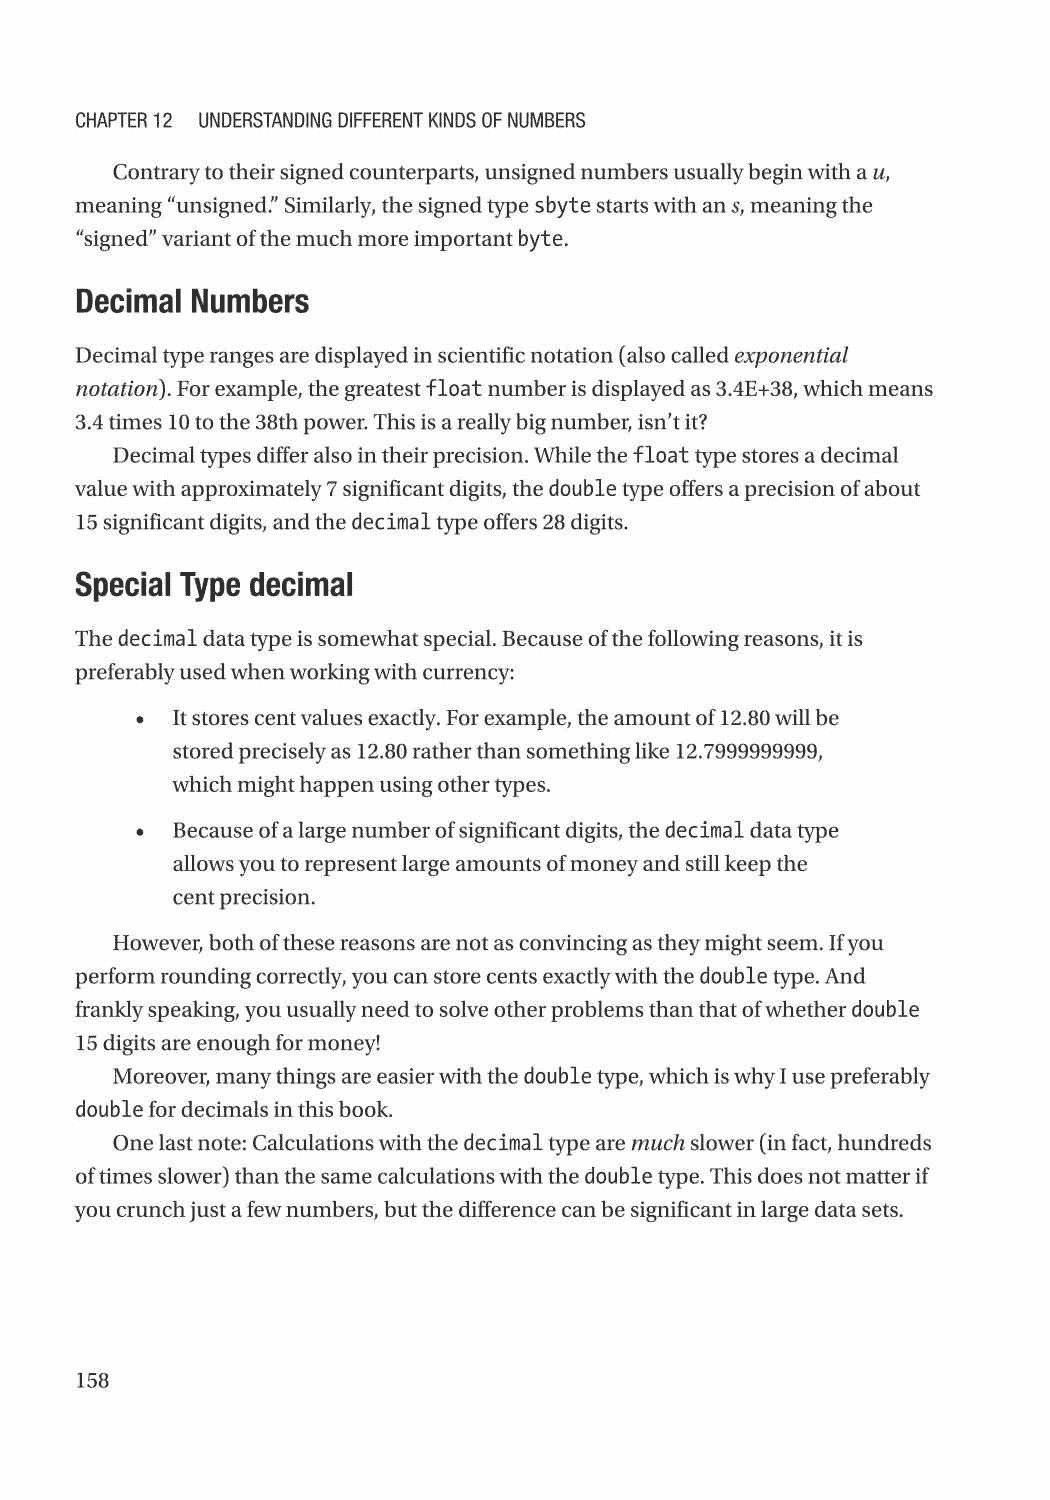 CHAPTER 12 UNDERSTANDING DIFFERENT KINDS OF NUMBERS
Contrary to their signed counterparts, unsigned numbers usually begin with a u,
meaning “unsigned.” Similarly, the signed type sbyte starts with an s, meaning the
“signed” variant of the much more important byte.
Decimal Numbers
Decimal type ranges are displayed in scientific notation (also called exponential
notation). For example, the greatest float number is displayed as 3.4E+38, which means
3.4 times 10 to the 38th power. This is a really big number, isn’t it?
Decimal types differ also in their precision. While the float type stores a decimal
value with approximately 7 significant digits, the double type offers a precision of about
15 significant digits, and the decimal type offers 28 digits.
Special Type decimal
The decimal data type is somewhat special. Because of the following reasons, it is
preferably used when working with currency:
• It stores cent values exactly. For example, the amount of 12.80 will be
stored precisely as 12.80 rather than something like 12.7999999999,
which might happen using other types.
• Because of a large number of significant digits, the decimal data type
allows you to represent large amounts of money and still keep the
cent precision.
However, both of these reasons are not as convincing as they might seem. If you
perform rounding correctly, you can store cents exactly with the double type. And
frankly speaking, you usually need to solve other problems than that of whether double
15 digits are enough for money!
Moreover, many things are easier with the double type, which is why I use preferably
double for decimals in this book.
One last note: Calculations with the decimal type are much slower (in fact, hundreds
of times slower) than the same calculations with the double type. This does not matter if
you crunch just a few numbers, but the difference can be significant in large data sets.
158